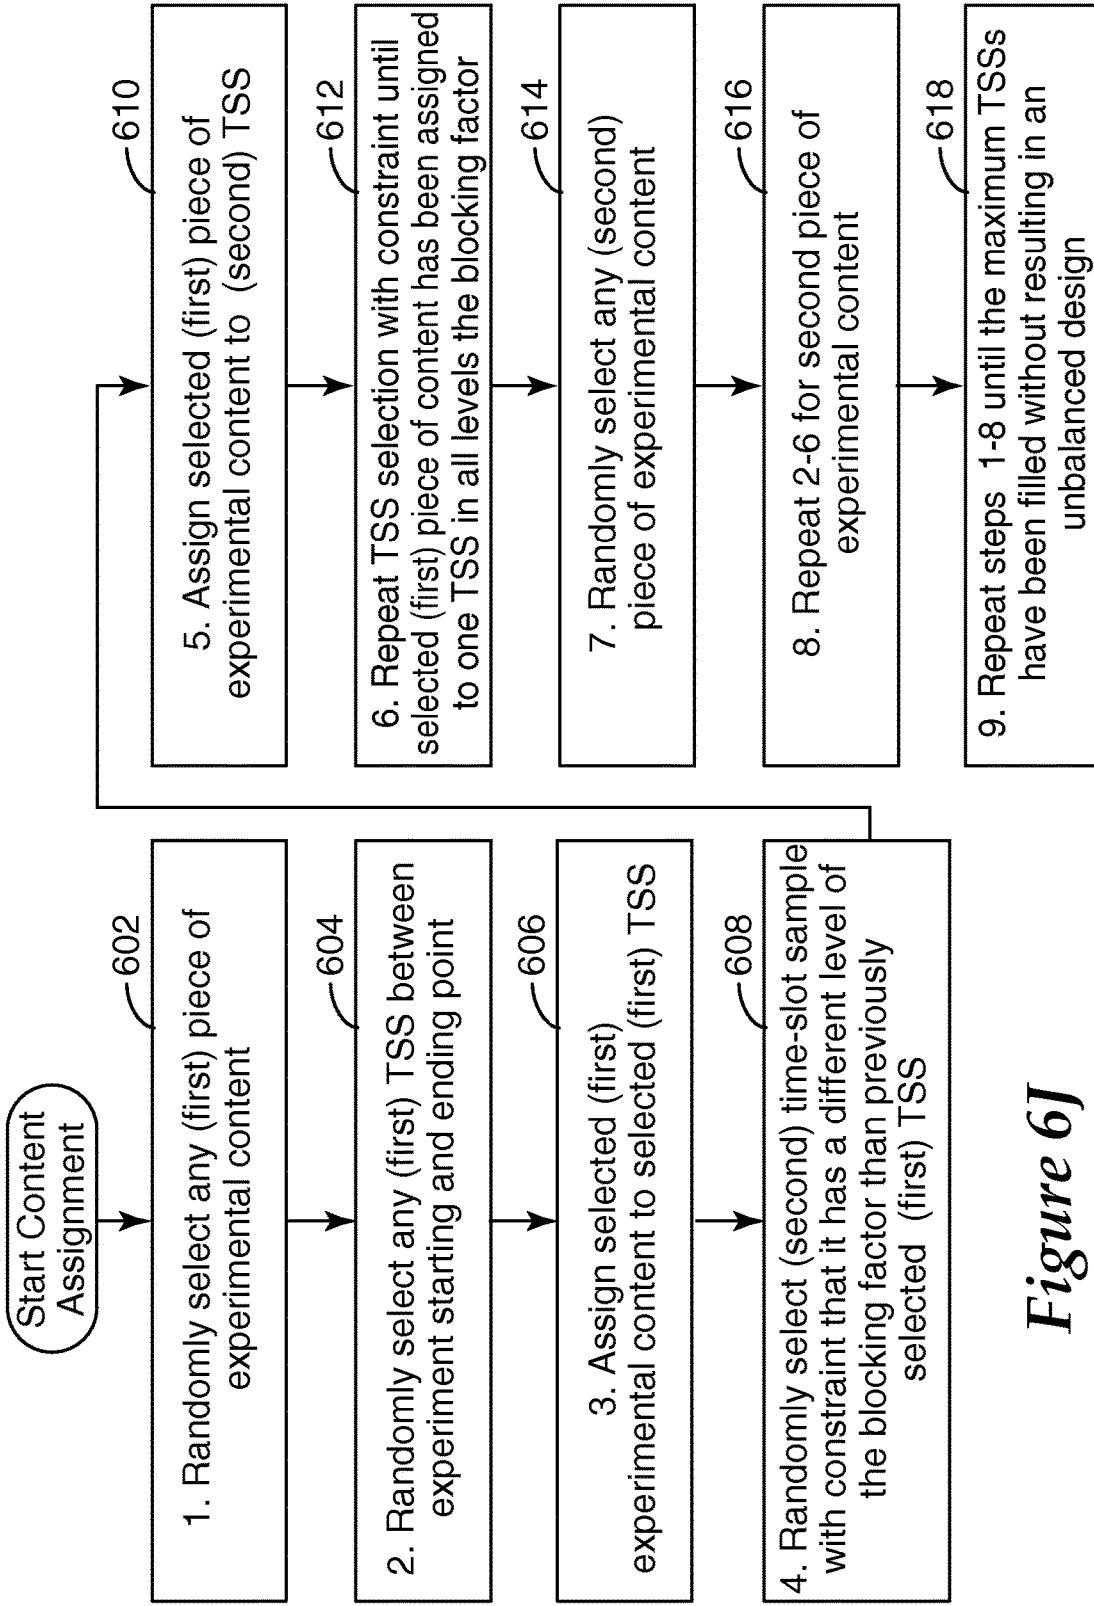 Start Content
Assignment
602
1. Randomly select any (first) piece of
experimental content
604
2. Randomly select any (first) TSS between
experiment starting and ending point
606
3. Assign selected (first)
experimental content to selected (first) TSS
608
4. Randomly select (second) time-slot sample
with constraint that it has a different level of
the blocking factor than previously
selected (first) TSS
610
5. Assign selected (first) piece of
experimental content to (second) TSS
612
6. Repeat TSS selection with constraint until
selected (first) piece of content has been assigned
to one TSS in all levels the blocking factor
614
7. Randomly select any (second)
piece of experimental content
616
8. Repeat 2-6 for second piece of
experimental content
618
9. Repeat steps 1-8 until the maximum TSSs
have been filled without resulting in an
unbalanced design
Figure 6J